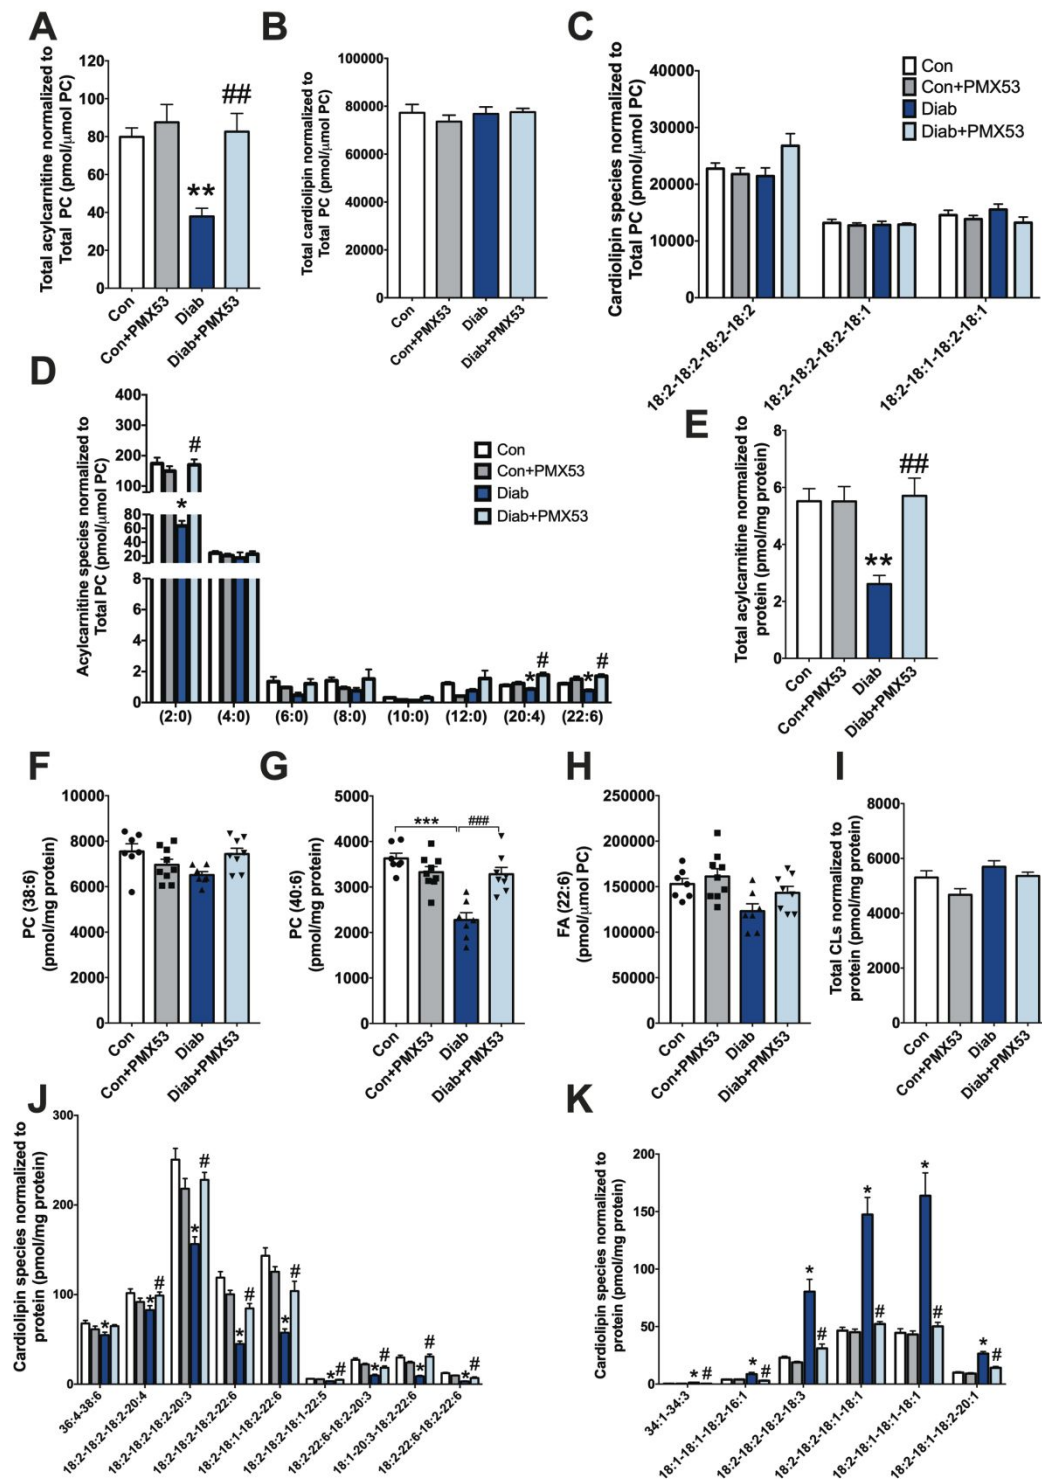 A
Total acylcarnitine normalized to
Total PC (pmol/μmol PC)
120
100
80
60
40
20
0
**
##
Con
Con+PMX53
Diab
Diab+PMX53
B
Total cardiolipin normalized to
Total PC (pmol/μmol PC)
100000
80000
60000
40000
20000
0
Con
Con+PMX53
Diab
Diab+PMX53
C
Cardiolipin species normalized to
Total PC (pmol/μmol PC)
40000
30000
20000
10000
0
Con
Con+PMX53
Diab
Diab+PMX53
18:2-18:2-18:2-18:2
18:2-18:2-18:2-18:1
18:2-18:1-18:2-18:1
D
Acylcarnitine species normalized to
Total PC (pmol/μmol PC)
400
300
200
100
80
60
40
20
8
6
4
2
0
#
*
* #
* #
Con
Con+PMX53
Diab
Diab+PMX53
(2:0) (4:0) (6:0) (8:0) (10:0) (12:0) (20:4) (22:6)
E
Total acylcarnitine normalized to
protein (pmol/mg protein)
8
6
4
2
0
**
##
Con
Con+PMX53
Diab
Diab+PMX53
F
PC (38:6)
(pmol/mg protein)
10000
8000
6000
4000
2000
0
Con
Con+PMX53
Diab
Diab+PMX53
G
PC (40:6)
(pmol/mg protein)
5000
4000
3000
2000
1000
0
*** ###
Con
Con+PMX53
Diab
Diab+PMX53
H
FA (22:6)
(pmol/μmol PC)
250000
200000
150000
100000
50000
0
Con
Con+PMX53
Diab
Diab+PMX53
I
Total CLs normalized to
protein (pmol/mg protein)
8000
6000
4000
2000
0
Con
Con+PMX53
Diab
Diab+PMX53
J
Cardiolipin species normalized to
protein (pmol/mg protein)
300
200
100
0
*
* #
* #
* #
* #
* #
* #
* #
* #
36:4-38:6
18:2-18:2-18:2-20:4
18:2-18:2-18:2-20:3
18:2-18:2-18:2-22:6
18:2-18:1-18:2-22:6
18:2-18:2-18:1-22:5
18:2-22:6-18:2-20:3
18:1-20:3-18:2-22:6
18:2-22:6-18:2-22:6
K
Cardiolipin species normalized to
protein (pmol/mg protein)
200
150
100
50
0
* #
* #
* #
* #
* #
* #
34:1-34:3
18:1-18:1-18:2-16:1
18:2-18:2-18:2-18:3
18:2-18:2-18:1-18:1
18:2-18:1-18:1-18:1
18:2-18:1-18:2-20:1